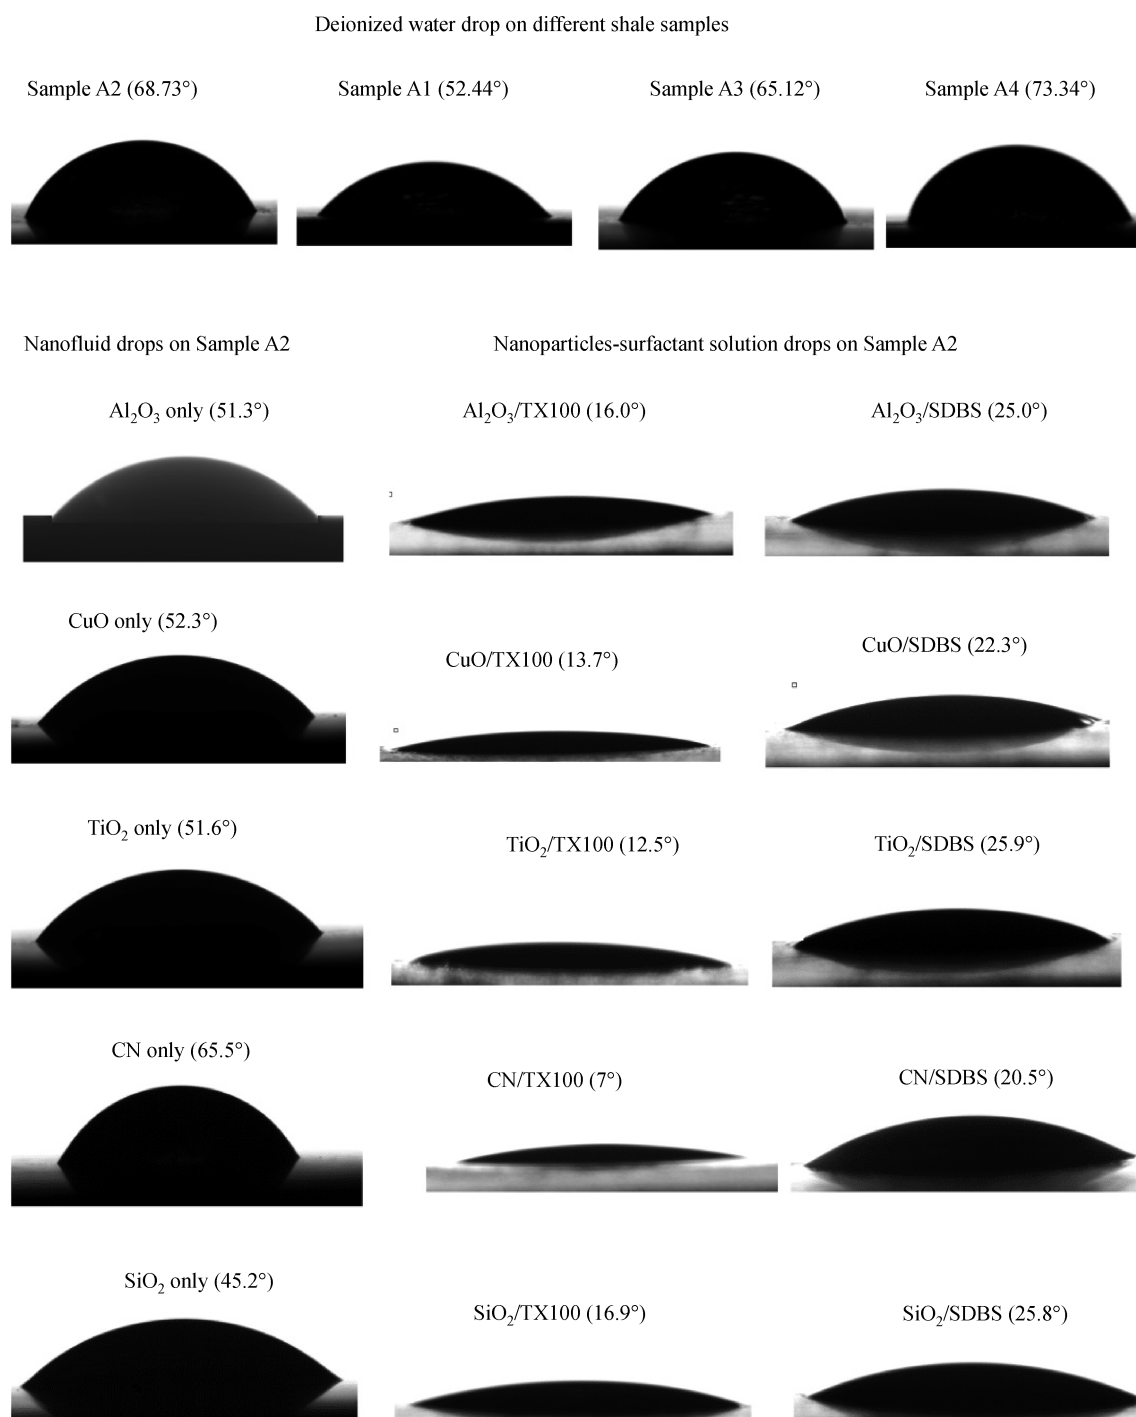 Deionized water drop on different shale samples
Sample A2 (68.73°)
Sample A1 (52.44°)
Sample A3 (65.12°)
Sample A4 (73.34°)
Nanofluid drops on Sample A2
Nanoparticles-surfactant solution drops on Sample A2
Al₂O₃ only (51.3°)
Al₂O₃/TX100 (16.0°)
Al₂O₃/SDBS (25.0°)
CuO only (52.3°)
CuO/TX100 (13.7°)
CuO/SDBS (22.3°)
TiO₂ only (51.6°)
TiO₂/TX100 (12.5°)
TiO₂/SDBS (25.9°)
CN only (65.5°)
CN/TX100 (7°)
CN/SDBS (20.5°)
SiO₂ only (45.2°)
SiO₂/TX100 (16.9°)
SiO₂/SDBS (25.8°)